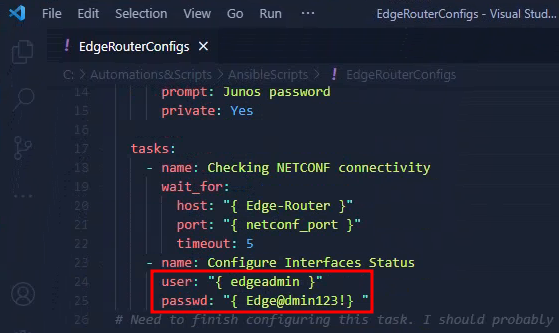 File Edit Selection View Go Run ··· EdgeRouterConfigs - Visual Stud
! EdgeRouterConfigs ×
C: > Automations&Scripts > AnsibleScripts > ! EdgeRouterConfigs
14 prompt: Junos password
15 private: Yes
16
17 tasks:
18 - name: Checking NETCONF connectivity
19 wait_for:
20 host: "{ Edge-Router }"
21 port: "{ netconf_port }"
22 timeout: 5
23 - name: Configure Interfaces Status
24 user: "{ edgeadmin }"
25 passwd: "{ Edge@dmin123!} "
26 # Need to finish configuring this task. I should probably